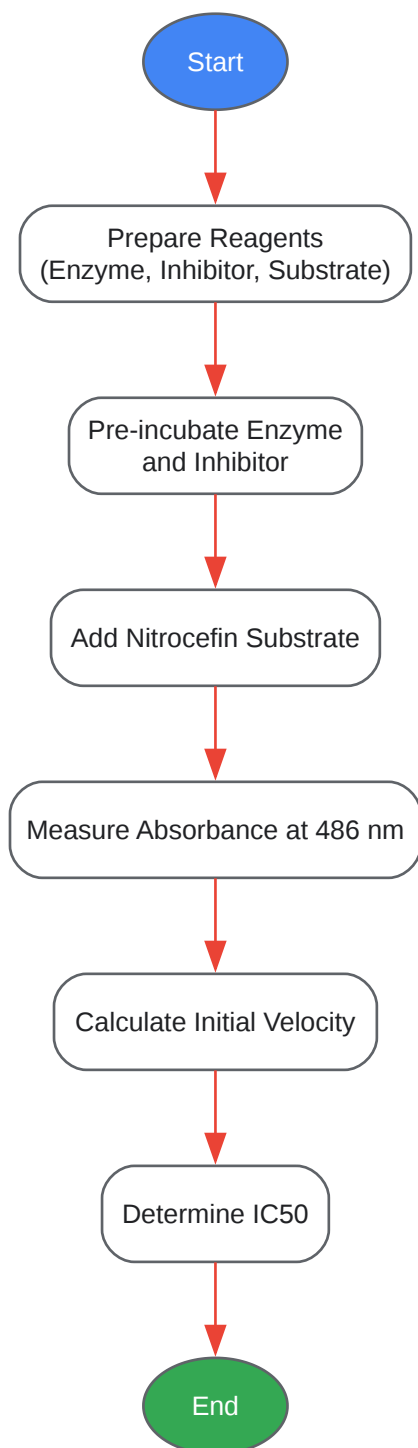 Start
Prepare Reagents
(Enzyme, Inhibitor, Substrate)
Pre-incubate Enzyme
and Inhibitor
Add Nitrocefin Substrate
Measure Absorbance at 486 nm
Calculate Initial Velocity
Determine IC50
End